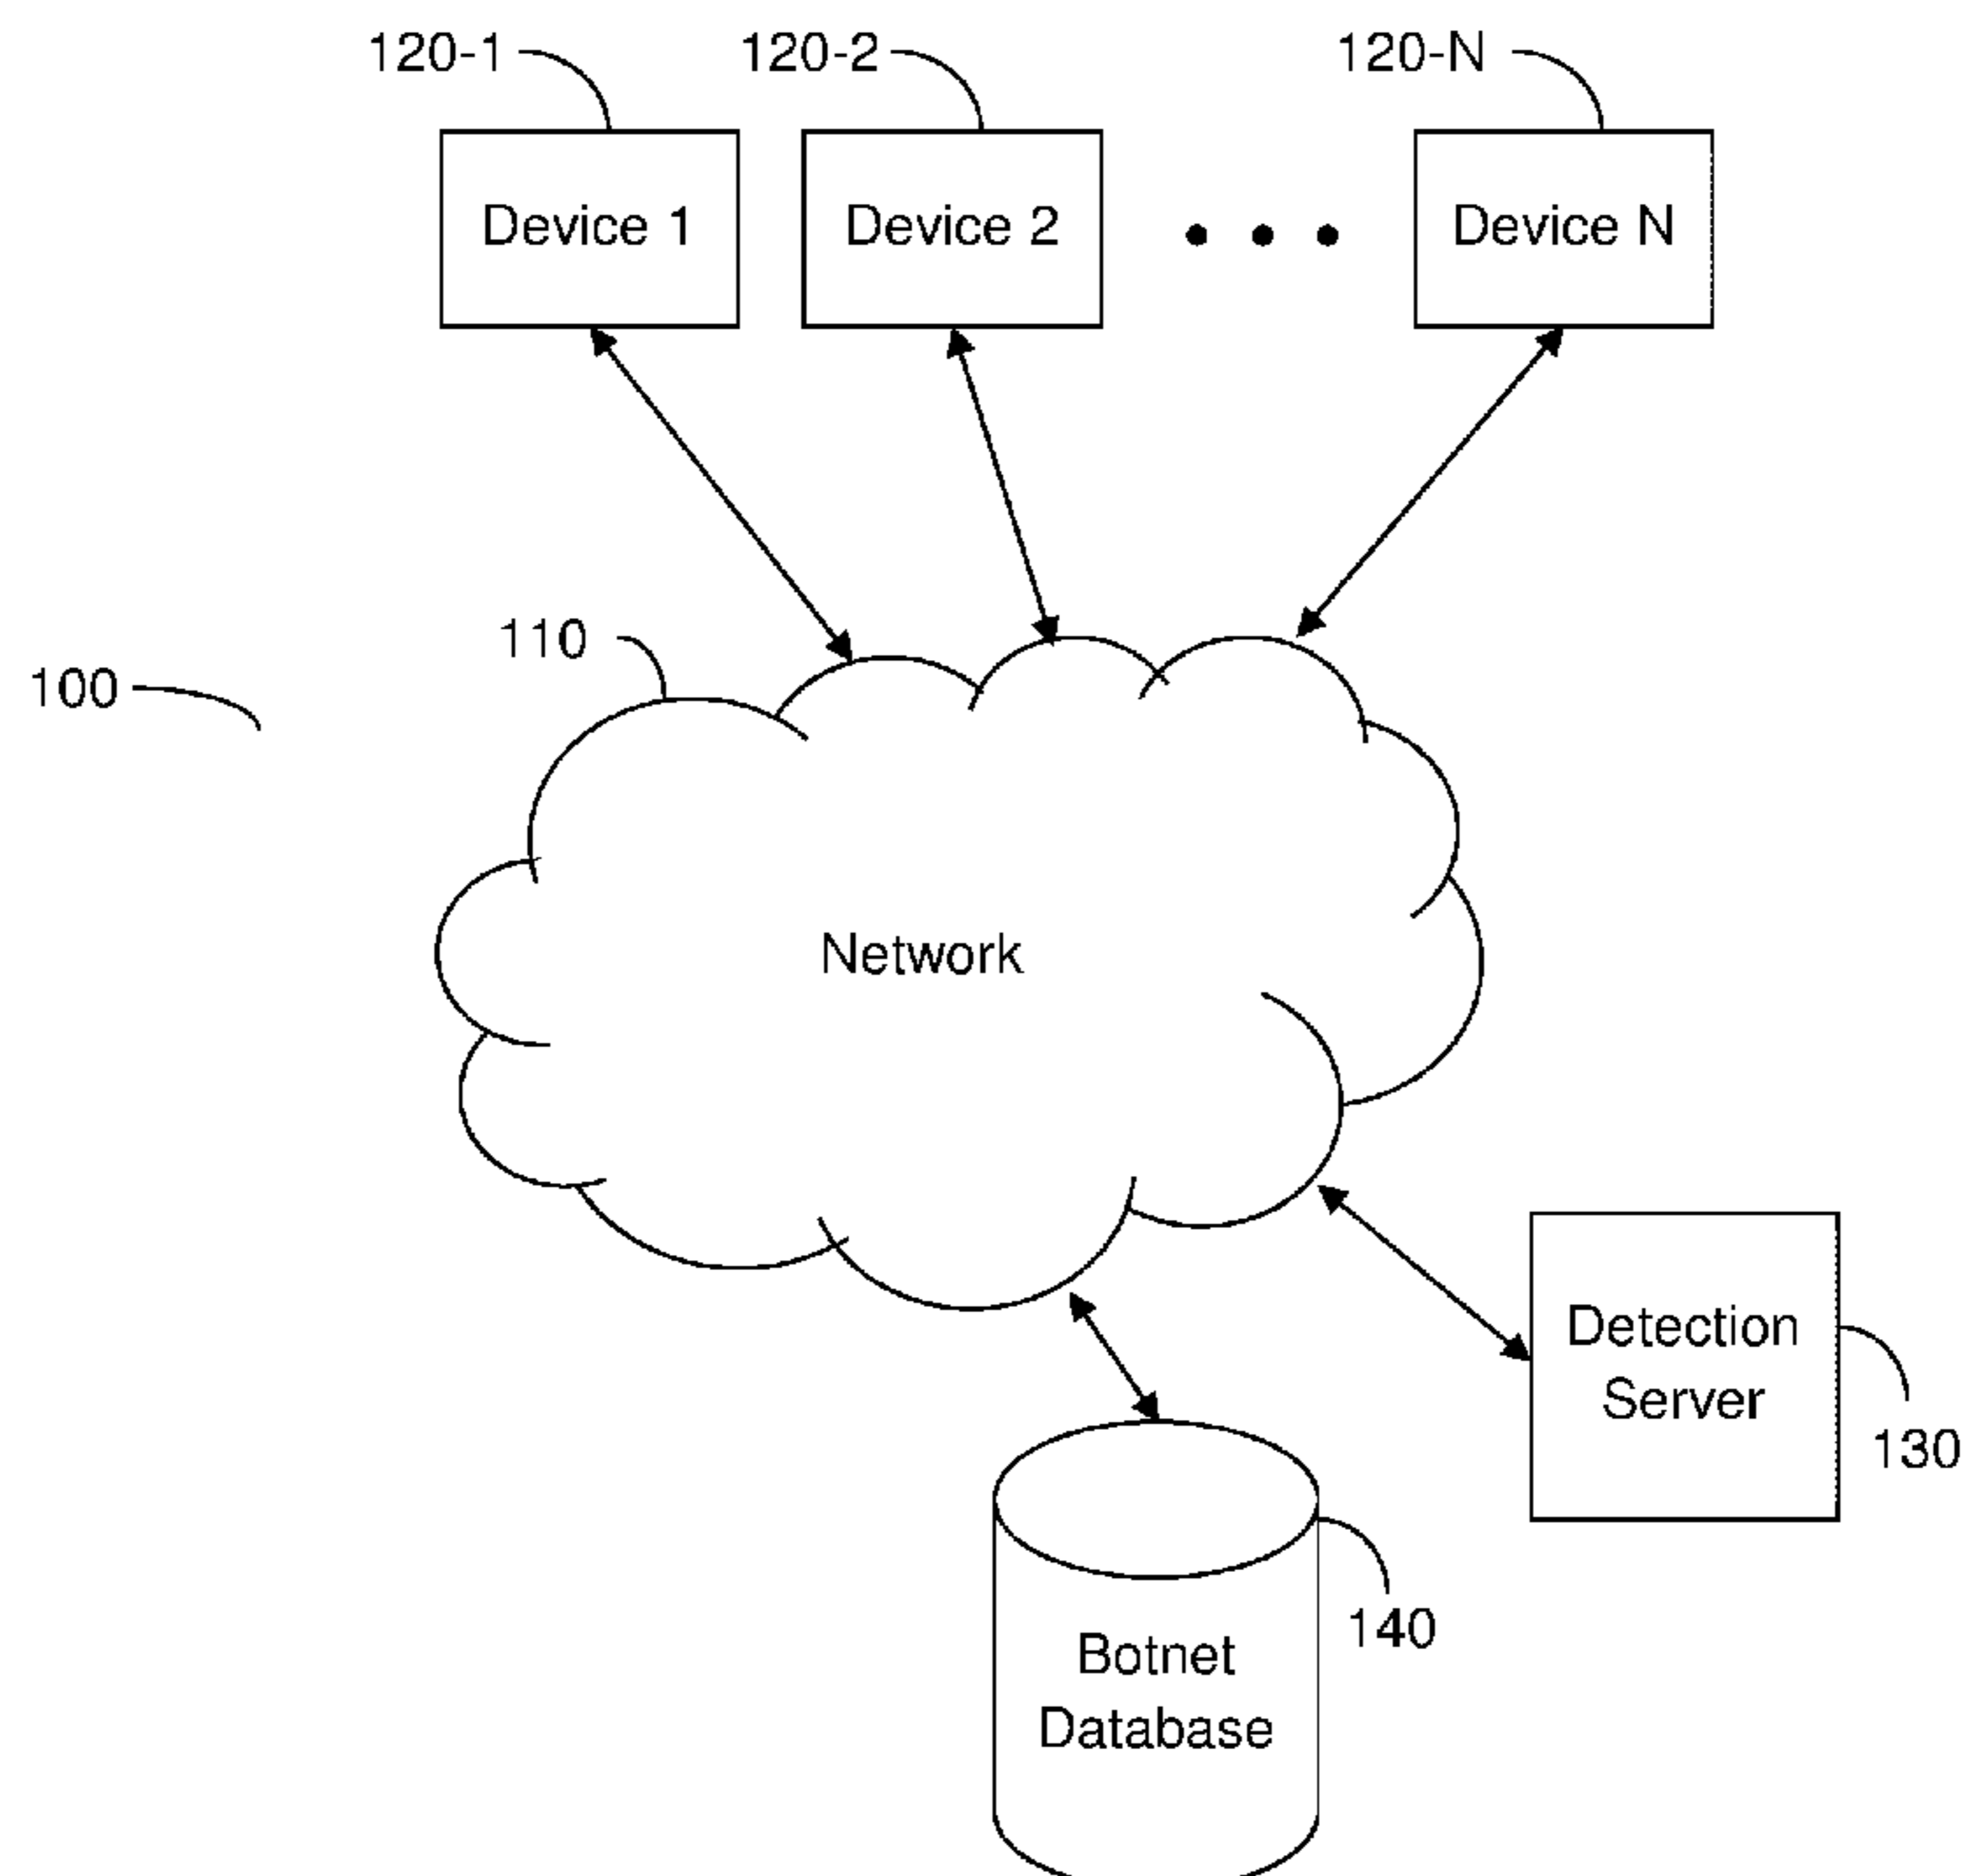 120-1
120-2
120-N
Device 1
Device 2
Device N
110
100
Network
Detection
Server
130
140
Botnet
Database